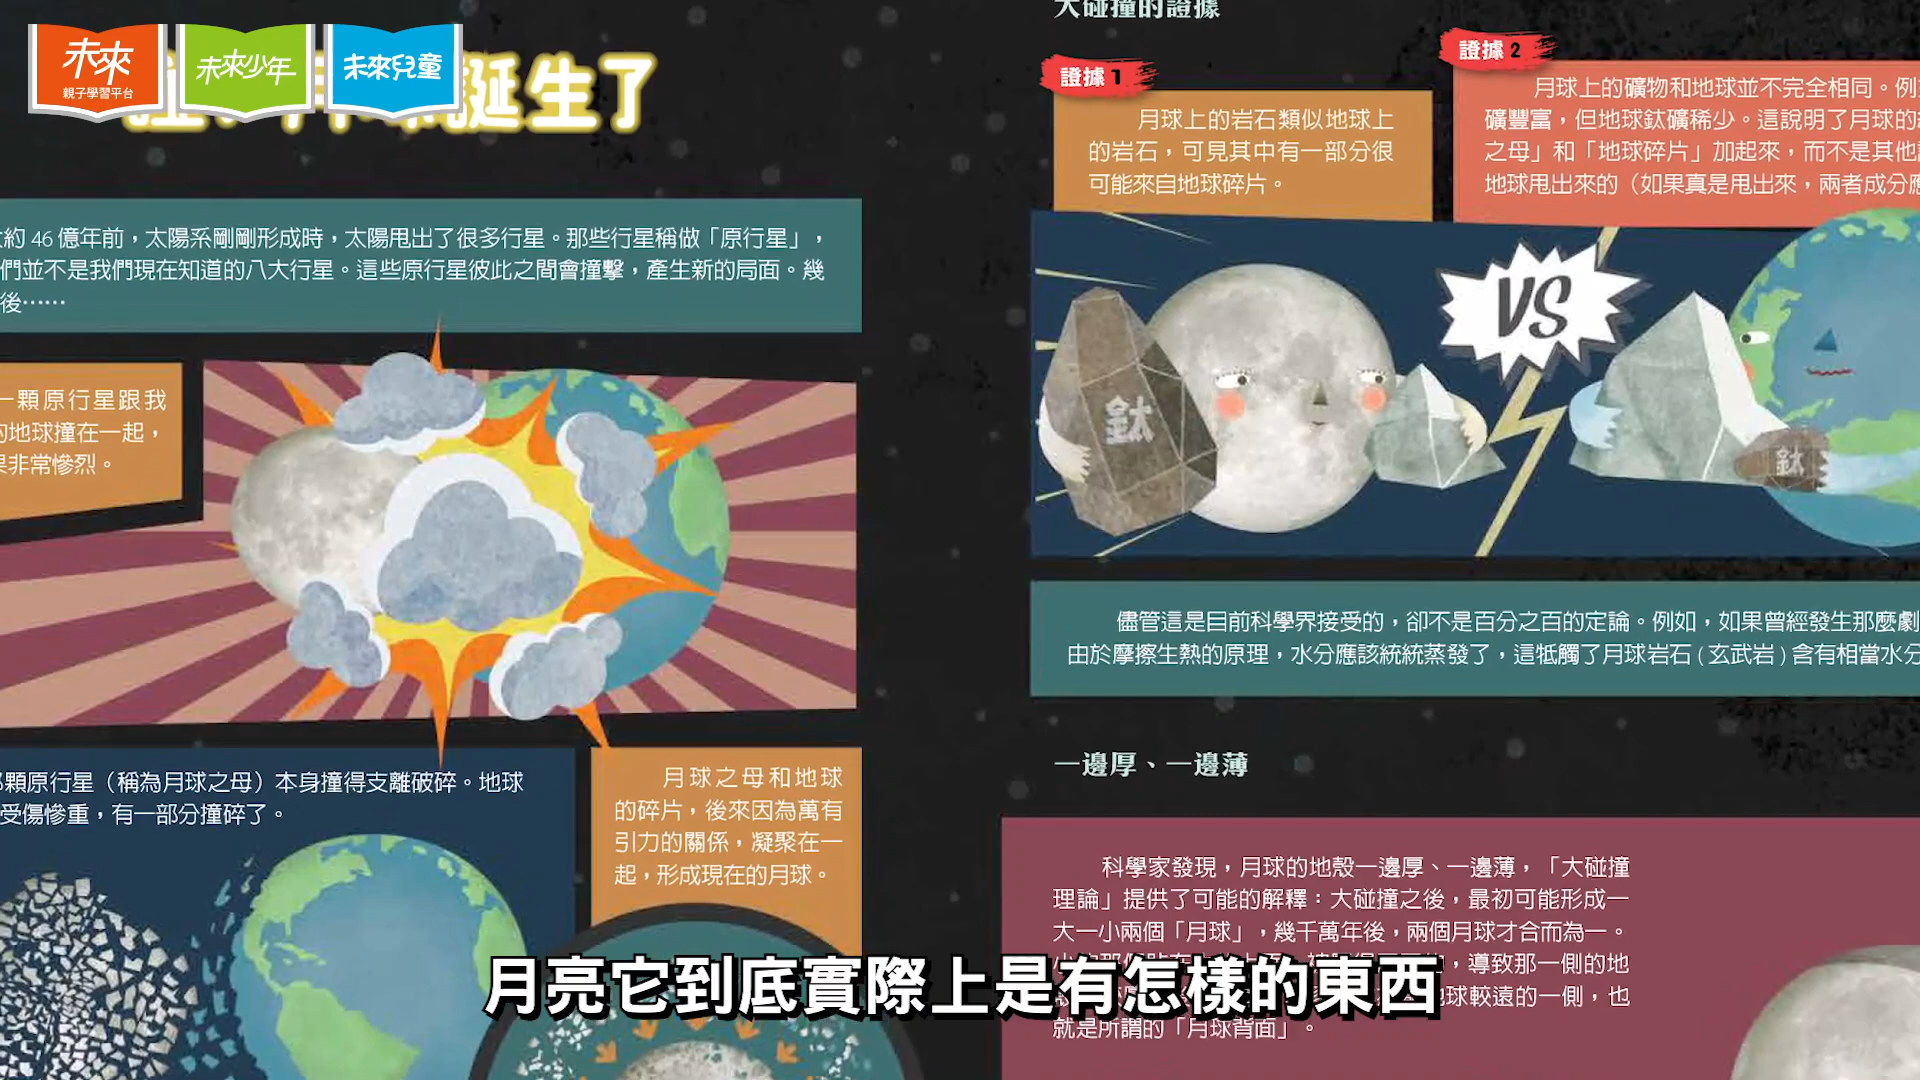 未來
親子學習平台
未來少年
未來兒童
誕生了
約 46 億年前，太陽系剛剛形成時，太陽甩出了很多行星。那些行星稱做「原行星」，
們並不是我們現在知道的八大行星。這些原行星彼此之間會撞擊，產生新的局面。幾
後⋯⋯
一顆原行星跟我
的地球撞在一起，
果非常慘烈。
顆原行星（稱為月球之母）本身撞得支離破碎。地球
受傷慘重，有一部分撞碎了。
月球之母和地球
的碎片，後來因為萬有
引力的關係，凝聚在一
起，形成現在的月球。
大碰撞的證據
證據 1
月球上的岩石類似地球上
的岩石，可見其中有一部分很
可能來自地球碎片。
證據 2
月球上的礦物和地球並不完全相同。例
礦豐富，但地球鈦礦稀少。這說明了月球的
之母」和「地球碎片」加起來，而不是其他
地球甩出來的（如果真是甩出來，兩者成分應
鈦
VS
鈦
儘管這是目前科學界接受的，卻不是百分之百的定論。例如，如果曾經發生那麼劇
由於摩擦生熱的原理，水分應該統統蒸發了，這牴觸了月球岩石(玄武岩)含有相當水分
一邊厚、一邊薄
科學家發現，月球的地殼一邊厚、一邊薄，「大碰撞
理論」提供了可能的解釋：大碰撞之後，最初可能形成一
大一小兩個「月球」，幾千萬年後，兩個月球才合而為一。
，導致那一側的地
球較遠的一側，也
就是所謂的「月球背面」。
月亮它到底實際上是有怎樣的東西